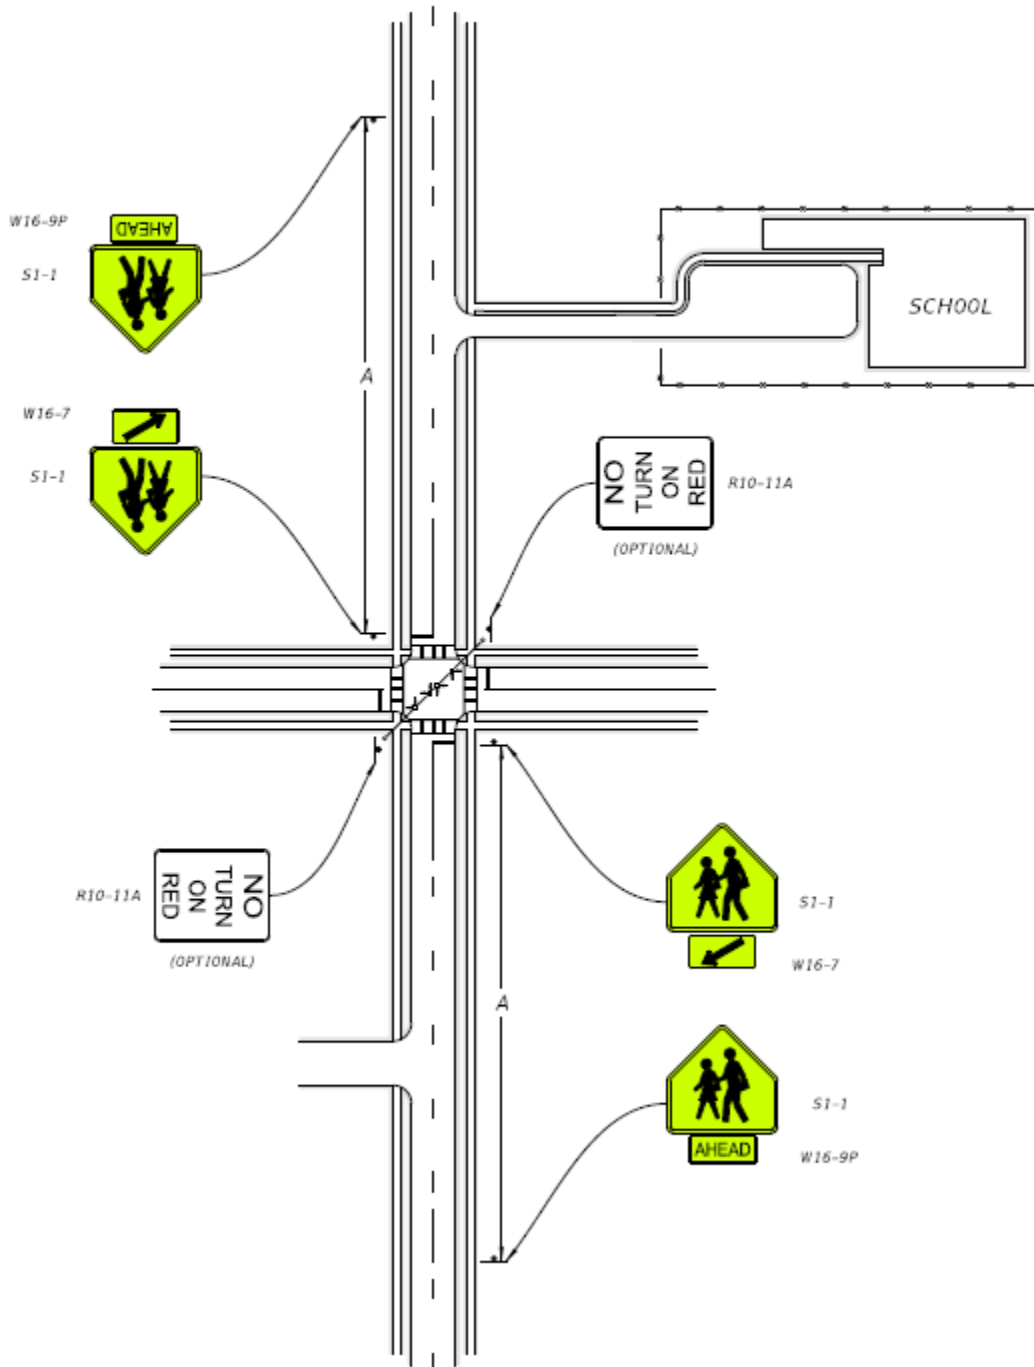 W16-9P
AHEAD
S1-1
SCHOOL
A
W16-7
S1-1
NO
TURN
ON
RED
R10-11A
(OPTIONAL)
R10-11A
NO
TURN
ON
RED
(OPTIONAL)
S1-1
W16-7
A
S1-1
AHEAD
W16-9P